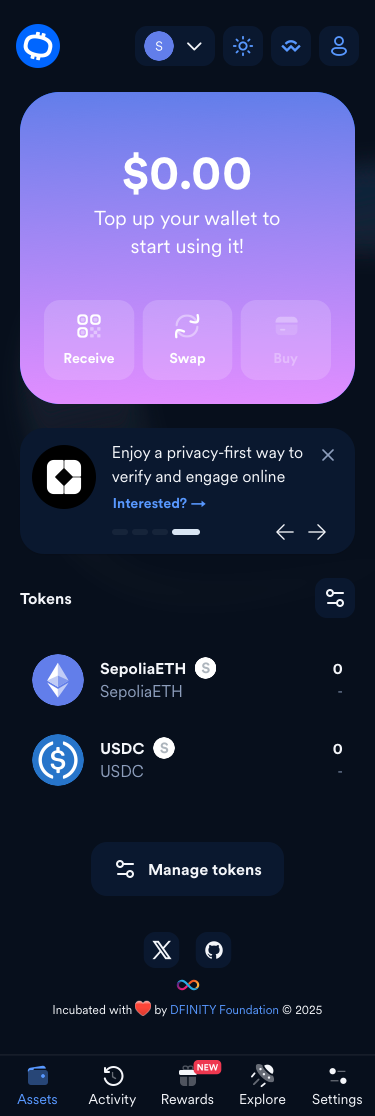 S
$0.00
Top up your wallet to
start using it!
Receive Swap Buy
Enjoy a privacy-first way to
verify and engage online
Interested? →
Tokens
SepoliaETH S 0
SepoliaETH -
USDC S 0
USDC -
Manage tokens
Incubated with ❤️ by DFINITY Foundation © 2025
NEW
Assets Activity Rewards Explore Settings